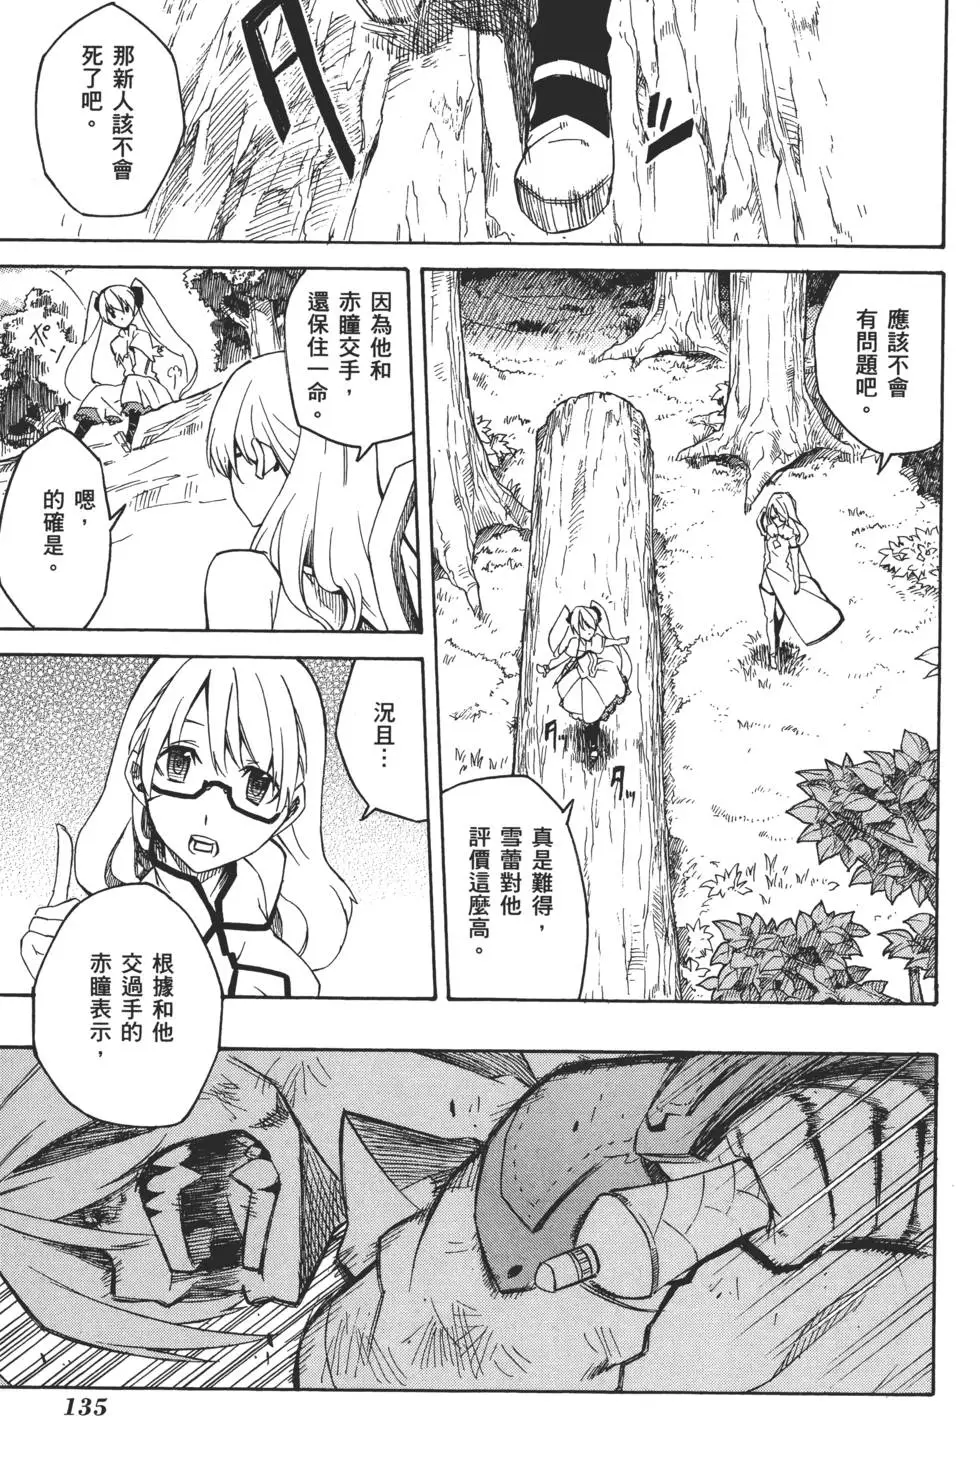 那新人該不會
死了吧。
應該不會
有問題吧。
真是難得，
雪蕾對他
評價這麼高。
因為他和
赤瞳交手，
還保住一命。
嗯，
的確是。
況且…
根據和他
交過手的
赤瞳表示，
135